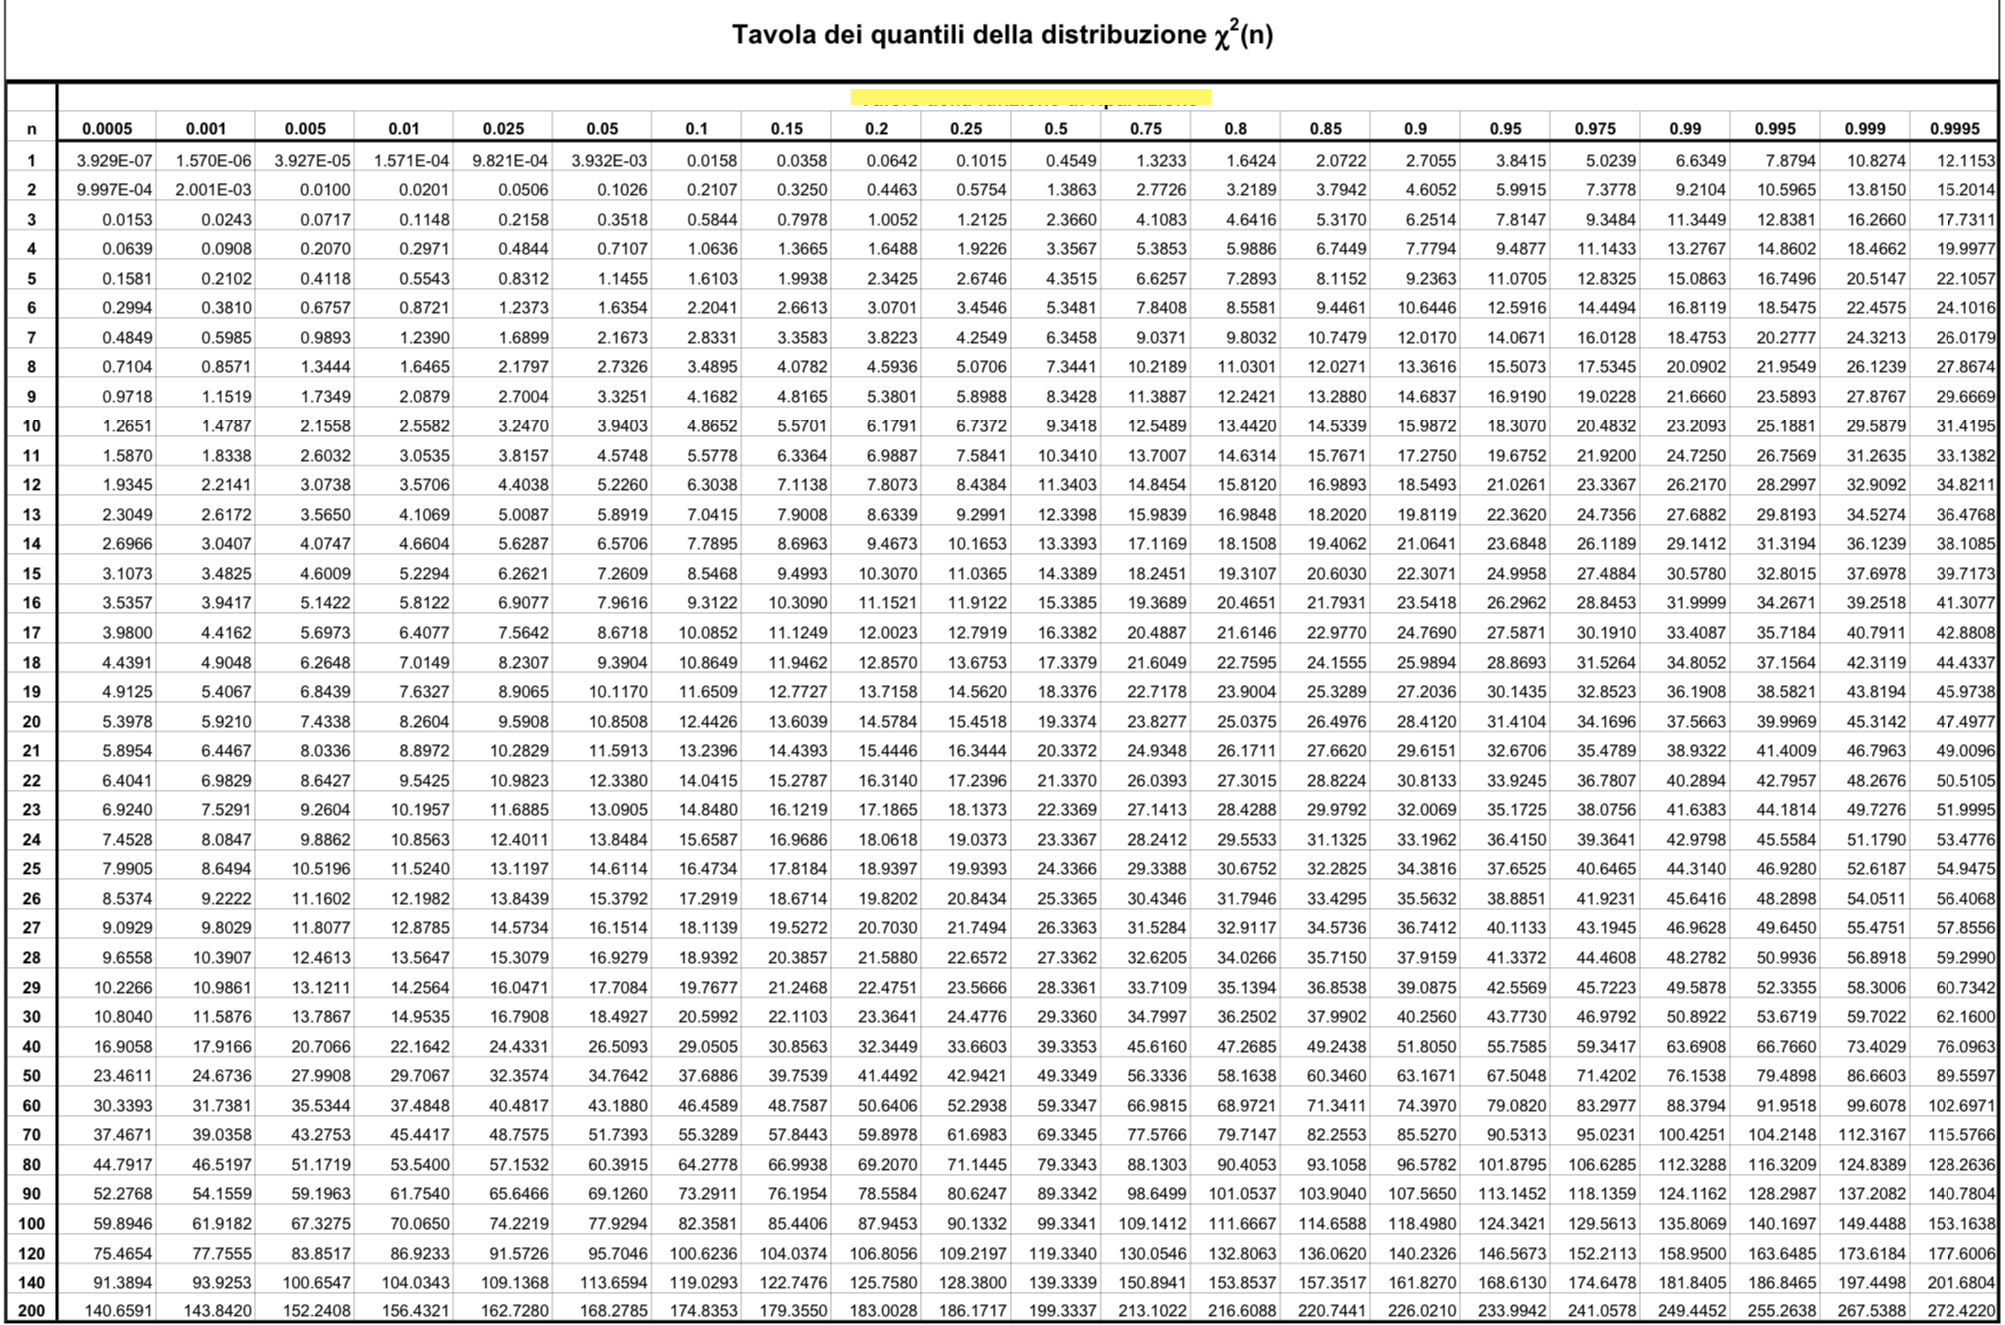 Tavola dei quantili della distribuzione χ²(n)
n 0.0005 0.001 0.005 0.01 0.025 0.05 0.1 0.15 0.2 0.25 0.5 0.75 0.8 0.85 0.9 0.95 0.975 0.99 0.995 0.999 0.9995
1 3.929E-07 1.570E-06 3.927E-05 1.571E-04 9.821E-04 3.932E-03 0.0158 0.0358 0.0642 0.1015 0.4549 1.3233 1.6424 2.0722 2.7055 3.8415 5.0239 6.6349 7.8794 10.8274 12.1153
2 9.997E-04 2.001E-03 0.0100 0.0201 0.0506 0.1026 0.2107 0.3250 0.4463 0.5754 1.3863 2.7726 3.2189 3.7942 4.6052 5.9915 7.3778 9.2104 10.5965 13.8150 15.2014
3 0.0153 0.0243 0.0717 0.1148 0.2158 0.3518 0.5844 0.7978 1.0052 1.2125 2.3660 4.1083 4.6416 5.3170 6.2514 7.8147 9.3484 11.3449 12.8381 16.2660 17.7311
4 0.0639 0.0908 0.2070 0.2971 0.4844 0.7107 1.0636 1.3665 1.6488 1.9226 3.3567 5.3853 5.9886 6.7449 7.7794 9.4877 11.1433 13.2767 14.8602 18.4662 19.9977
5 0.1581 0.2102 0.4118 0.5543 0.8312 1.1455 1.6103 1.9938 2.3425 2.6746 4.3515 6.6257 7.2893 8.1152 9.2363 11.0705 12.8325 15.0863 16.7496 20.5147 22.1057
6 0.2994 0.3810 0.6757 0.8721 1.2373 1.6354 2.2041 2.6613 3.0701 3.4546 5.3481 7.8408 8.5581 9.4461 10.6446 12.5916 14.4494 16.8119 18.5475 22.4575 24.1016
7 0.4849 0.5985 0.9893 1.2390 1.6899 2.1673 2.8331 3.3583 3.8223 4.2549 6.3458 9.0371 9.8032 10.7479 12.0170 14.0671 16.0128 18.4753 20.2777 24.3213 26.0179
8 0.7104 0.8571 1.3444 1.6465 2.1797 2.7326 3.4895 4.0782 4.5936 5.0706 7.3441 10.2189 11.0301 12.0271 13.3616 15.5073 17.5345 20.0902 21.9549 26.1239 27.8674
9 0.9718 1.1519 1.7349 2.0879 2.7004 3.3251 4.1682 4.8165 5.3801 5.8988 8.3428 11.3887 12.2421 13.2880 14.6837 16.9190 19.0228 21.6660 23.5893 27.8767 29.6669
10 1.2651 1.4787 2.1558 2.5582 3.2470 3.9403 4.8652 5.5701 6.1791 6.7372 9.3418 12.5489 13.4420 14.5339 15.9872 18.3070 20.4832 23.2093 25.1881 29.5879 31.4195
11 1.5870 1.8338 2.6032 3.0535 3.8157 4.5748 5.5778 6.3364 6.9887 7.5841 10.3410 13.7007 14.6314 15.7671 17.2750 19.6752 21.9200 24.7250 26.7569 31.2635 33.1382
12 1.9345 2.2141 3.0738 3.5706 4.4038 5.2260 6.3038 7.1138 7.8073 8.4384 11.3403 14.8454 15.8120 16.9893 18.5493 21.0261 23.3367 26.2170 28.2997 32.9092 34.8211
13 2.3049 2.6172 3.5650 4.1069 5.0087 5.8919 7.0415 7.9008 8.6339 9.2991 12.3398 15.9839 16.9848 18.2020 19.8119 22.3620 24.7356 27.6882 29.8193 34.5274 36.4768
14 2.6966 3.0407 4.0747 4.6604 5.6287 6.5706 7.7895 8.6963 9.4673 10.1653 13.3393 17.1169 18.1508 19.4062 21.0641 23.6848 26.1189 29.1412 31.3194 36.1239 38.1085
15 3.1073 3.4825 4.6009 5.2294 6.2621 7.2609 8.5468 9.4993 10.3070 11.0365 14.3389 18.2451 19.3107 20.6030 22.3071 24.9958 27.4884 30.5780 32.8015 37.6978 39.7173
16 3.5357 3.9417 5.1422 5.8122 6.9077 7.9616 9.3122 10.3090 11.1521 11.9122 15.3385 19.3689 20.4651 21.7931 23.5418 26.2962 28.8453 31.9999 34.2671 39.2518 41.3077
17 3.9800 4.4162 5.6973 6.4077 7.5642 8.6718 10.0852 11.1249 12.0023 12.7919 16.3382 20.4887 21.6146 22.9770 24.7690 27.5871 30.1910 33.4087 35.7184 40.7911 42.8808
18 4.4391 4.9048 6.2648 7.0149 8.2307 9.3904 10.8649 11.9462 12.8570 13.6753 17.3379 21.6049 22.7595 24.1555 25.9894 28.8693 31.5264 34.8052 37.1564 42.3119 44.4337
19 4.9125 5.4067 6.8439 7.6327 8.9065 10.1170 11.6509 12.7727 13.7158 14.5620 18.3376 22.7178 23.9004 25.3289 27.2036 30.1435 32.8523 36.1908 38.5821 43.8194 45.9738
20 5.3978 5.9210 7.4338 8.2604 9.5908 10.8508 12.4426 13.6039 14.5784 15.4518 19.3374 23.8277 25.0375 26.4976 28.4120 31.4104 34.1696 37.5663 39.9969 45.3142 47.4977
21 5.8954 6.4467 8.0336 8.8972 10.2829 11.5913 13.2396 14.4393 15.4446 16.3444 20.3372 24.9348 26.1711 27.6620 29.6151 32.6706 35.4789 38.9322 41.4009 46.7963 49.0096
22 6.4041 6.9829 8.6427 9.5425 10.9823 12.3380 14.0415 15.2787 16.3140 17.2396 21.3370 26.0393 27.3015 28.8224 30.8133 33.9245 36.7807 40.2894 42.7957 48.2676 50.5105
23 6.9240 7.5291 9.2604 10.1957 11.6885 13.0905 14.8480 16.1219 17.1865 18.1373 22.3369 27.1413 28.4288 29.9792 32.0069 35.1725 38.0756 41.6383 44.1814 49.7276 51.9995
24 7.4528 8.0847 9.8862 10.8563 12.4011 13.8484 15.6587 16.9686 18.0618 19.0373 23.3367 28.2412 29.5533 31.1325 33.1962 36.4150 39.3641 42.9798 45.5584 51.1790 53.4776
25 7.9905 8.6494 10.5196 11.5240 13.1197 14.6114 16.4734 17.8184 18.9397 19.9393 24.3366 29.3388 30.6752 32.2825 34.3816 37.6525 40.6465 44.3140 46.9280 52.6187 54.9475
26 8.5374 9.2222 11.1602 12.1982 13.8439 15.3792 17.2919 18.6714 19.8202 20.8434 25.3365 30.4346 31.7946 33.4295 35.5632 38.8851 41.9231 45.6416 48.2898 54.0511 56.4068
27 9.0929 9.8029 11.8077 12.8785 14.5734 16.1514 18.1139 19.5272 20.7030 21.7494 26.3363 31.5284 32.9117 34.5736 36.7412 40.1133 43.1945 46.9628 49.6450 55.4751 57.8556
28 9.6558 10.3907 12.4613 13.5647 15.3079 16.9279 18.9392 20.3857 21.5880 22.6572 27.3362 32.6205 34.0266 35.7150 37.9159 41.3372 44.4608 48.2782 50.9936 56.8918 59.2990
29 10.2266 10.9861 13.1211 14.2564 16.0471 17.7084 19.7677 21.2468 22.4751 23.5666 28.3361 33.7109 35.1394 36.8538 39.0875 42.5569 45.7223 49.5878 52.3355 58.3006 60.7342
30 10.8040 11.5876 13.7867 14.9535 16.7908 18.4927 20.5992 22.1103 23.3641 24.4776 29.3360 34.7997 36.2502 37.9902 40.2560 43.7730 46.9792 50.8922 53.6719 59.7022 62.1600
40 16.9058 17.9166 20.7066 22.1642 24.4331 26.5093 29.0505 30.8563 32.3449 33.6603 39.3353 45.6160 47.2685 49.2438 51.8050 55.7585 59.3417 63.6908 66.7660 73.4029 76.0963
50 23.4611 24.6736 27.9908 29.7067 32.3574 34.7642 37.6886 39.7539 41.4492 42.9421 49.3349 56.3336 58.1638 60.3460 63.1671 67.5048 71.4202 76.1538 79.4898 86.6603 89.5597
60 30.3393 31.7381 35.5344 37.4848 40.4817 43.1880 46.4589 48.7587 50.6406 52.2938 59.3347 66.9815 68.9721 71.3411 74.3970 79.0820 83.2977 88.3794 91.9518 99.6078 102.6971
70 37.4671 39.0358 43.2753 45.4417 48.7575 51.7393 55.3289 57.8443 59.8978 61.6983 69.3345 77.5766 79.7147 82.2553 85.5270 90.5313 95.0231 100.4251 104.2148 112.3167 115.5766
80 44.7917 46.5197 51.1719 53.5400 57.1532 60.3915 64.2778 66.9938 69.2070 71.1445 79.3343 88.1303 90.4053 93.1058 96.5782 101.8795 106.6285 112.3288 116.3209 124.8389 128.2636
90 52.2768 54.1559 59.1963 61.7540 65.6466 69.1260 73.2911 76.1954 78.5584 80.6247 89.3342 98.6499 101.0537 103.9040 107.5650 113.1452 118.1359 124.1162 128.2987 137.2082 140.7804
100 59.8946 61.9182 67.3275 70.0650 74.2219 77.9294 82.3581 85.4406 87.9453 90.1332 99.3341 109.1412 111.6667 114.6588 118.4980 124.3421 129.5613 135.8069 140.1697 149.4488 153.1638
120 75.4654 77.7555 83.8517 86.9233 91.5726 95.7046 100.6236 104.0374 106.8056 109.2197 119.3340 130.0546 132.8063 136.0620 140.2326 146.5673 152.2113 158.9500 163.6485 173.6184 177.6006
140 91.3894 93.9253 100.6547 104.0343 109.1368 113.6594 119.0293 122.7476 125.7580 128.3800 139.3339 150.8941 153.8537 157.3517 161.8270 168.6130 174.6478 181.8405 186.8465 197.4498 201.6804
200 140.6591 143.8420 152.2408 156.4321 162.7280 168.2785 174.8353 179.3550 183.0028 186.1717 199.3337 213.1022 216.6088 220.7441 226.0210 233.9942 241.0578 249.4452 255.2638 267.5388 272.4220